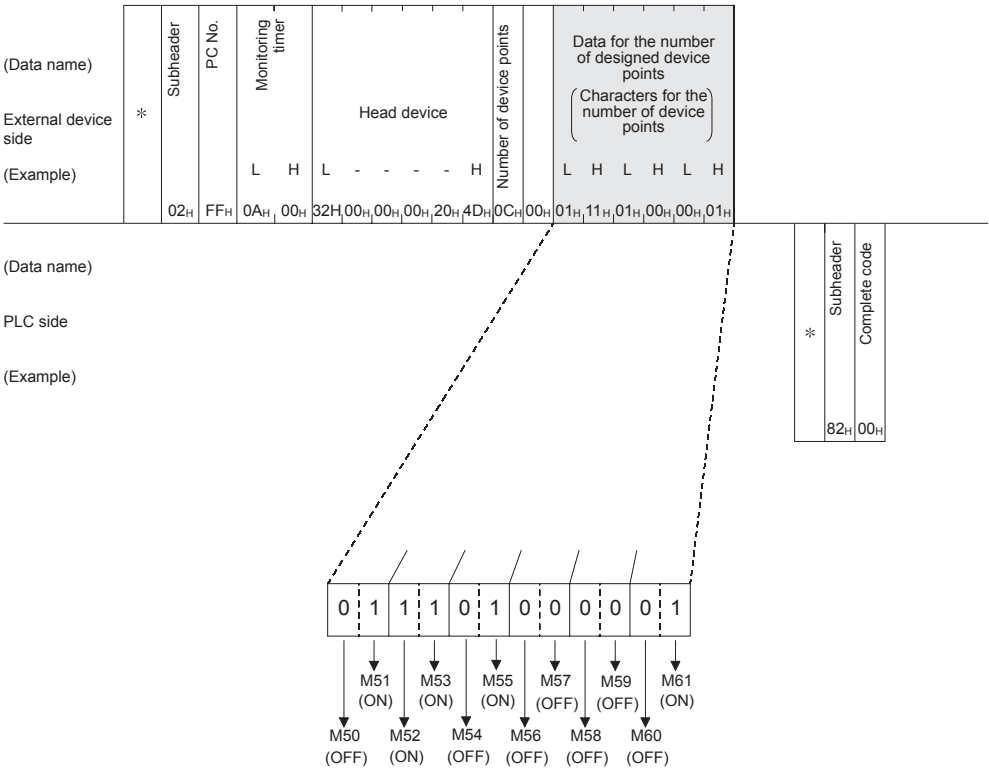 (Data name)
External device side
(Example)
*
Subheader
02H
PC No.
FFH
Monitoring timer
L H
0AH 00H
Head device
L - - - - H
32H 00H 00H 00H 20H 4DH
Number of device points
0CH 00H
Data for the number
of designed device
points
(Characters for the
number of device
points)
L H L H L H
01H 11H 01H 00H 00H 01H
(Data name)
PLC side
(Example)
*
Subheader
82H
Complete code
00H
0 1 1 1 0 1 0 0 0 0 0 1
M51 M53 M55 M57 M59 M61
(ON) (ON) (ON) (OFF) (OFF) (ON)
M50 M52 M54 M56 M58 M60
(OFF) (ON) (OFF) (OFF) (OFF) (OFF)